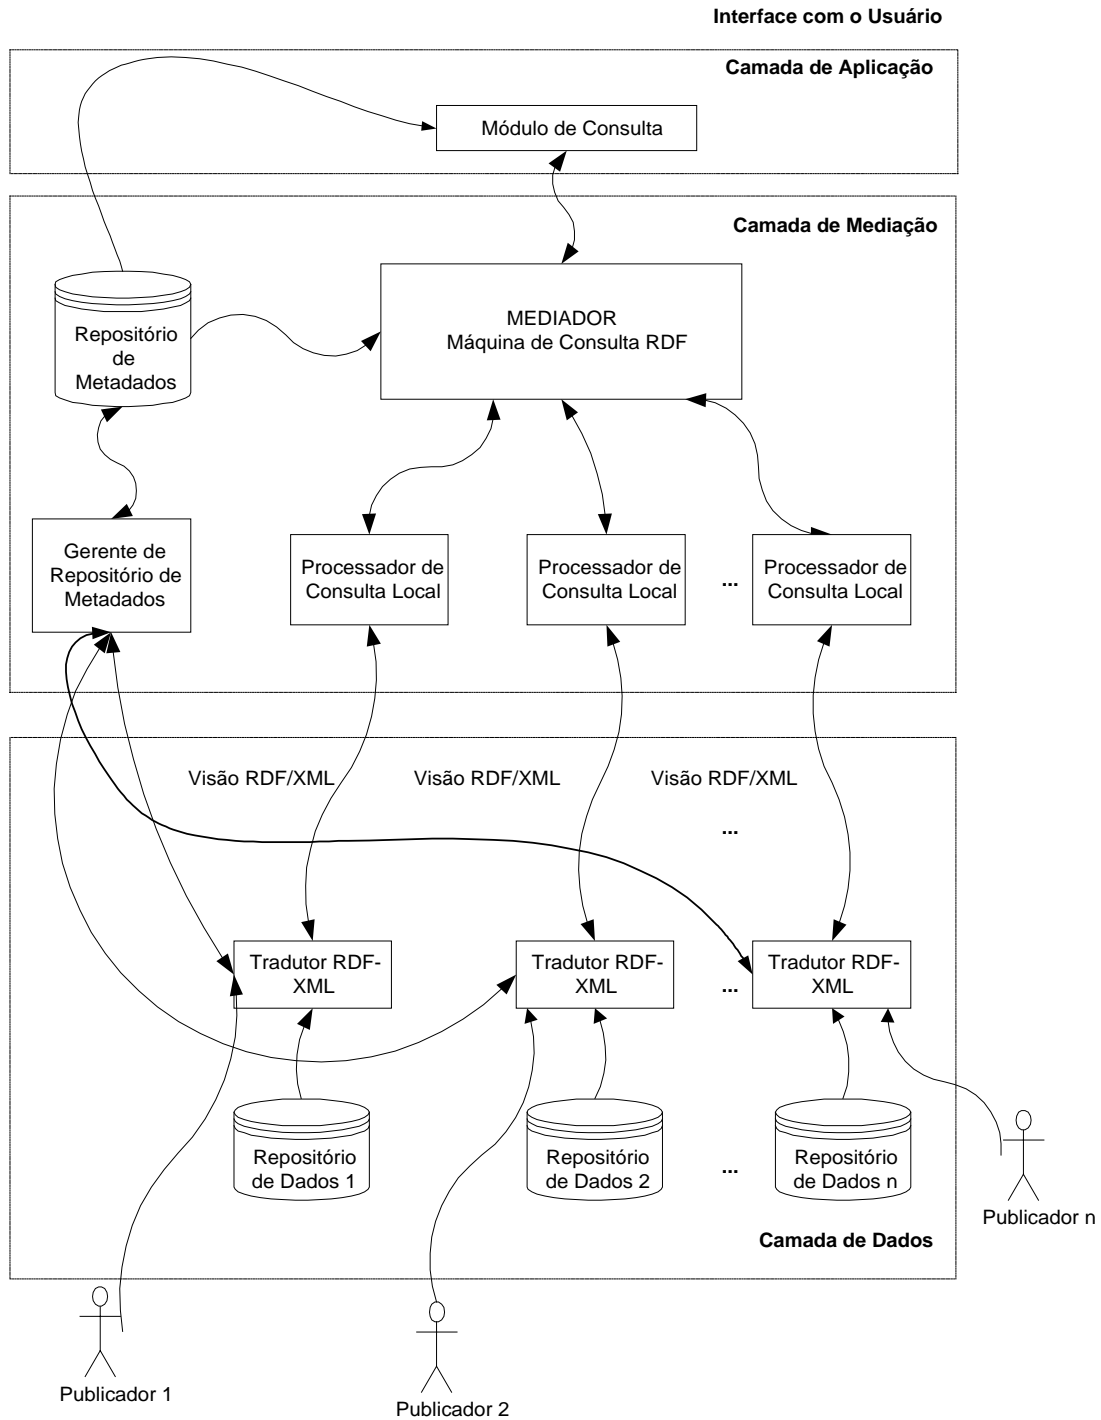 Interface com o Usuário
Camada de Aplicação
Módulo de Consulta
Camada de Mediação
MEDIADOR
Máquina de Consulta RDF
Repositório
de
Metadados
Gerente de
Repositório de
Metadados
Processador de
Consulta Local
Processador de
Consulta Local
...
Processador de
Consulta Local
Visão RDF/XML
Visão RDF/XML
Visão RDF/XML
...
Tradutor RDF-
XML
Tradutor RDF-
XML
...
Tradutor RDF-
XML
Repositório
de Dados 1
Repositório
de Dados 2
...
Repositório
de Dados n
Publicador n
Camada de Dados
Publicador 1
Publicador 2